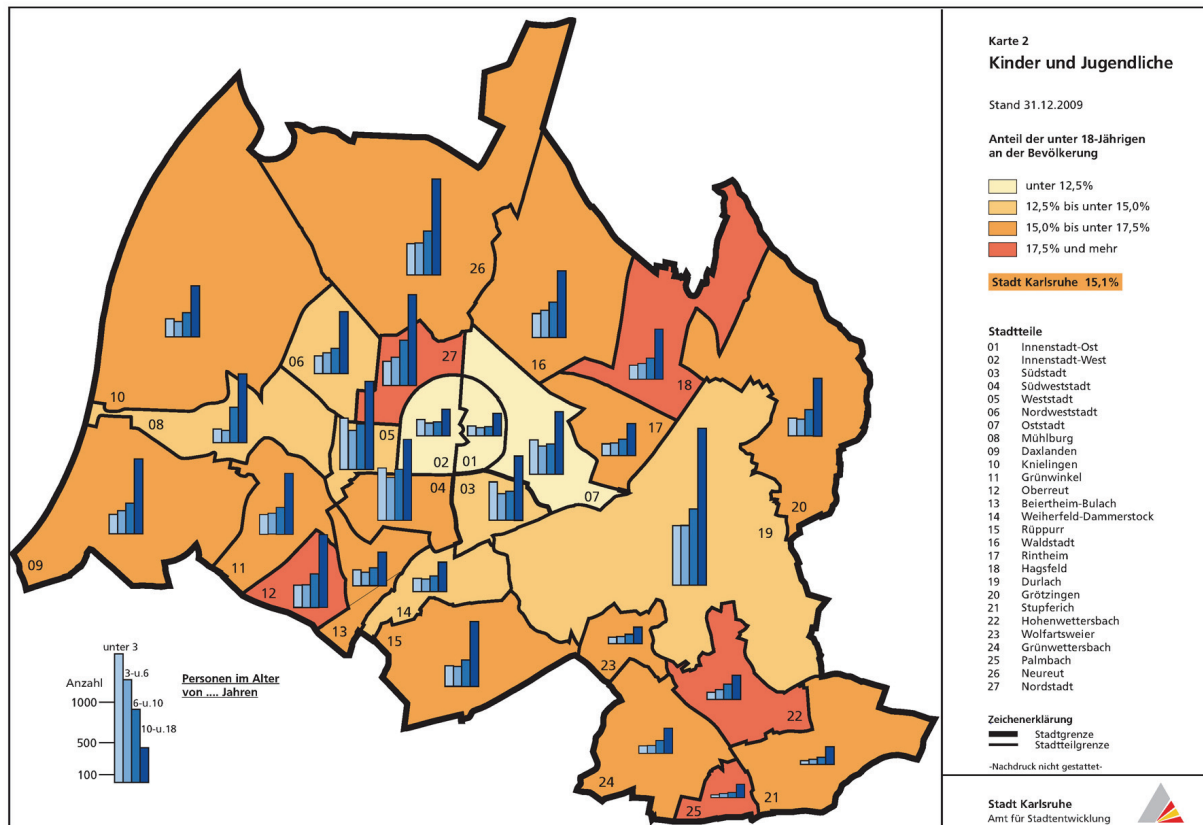 Karte 2
Kinder und Jugendliche
Stand 31.12.2009
Anteil der unter 18-Jährigen
an der Bevölkerung
unter 12,5%
12,5% bis unter 15,0%
15,0% bis unter 17,5%
17,5% und mehr
Stadt Karlsruhe 15,1%
Stadtteile
01 Innenstadt-Ost
02 Innenstadt-West
03 Südstadt
04 Südweststadt
05 Weststadt
06 Nordweststadt
07 Oststadt
08 Mühlburg
09 Daxlanden
10 Knielingen
11 Grünwinkel
12 Oberreut
13 Beiertheim-Bulach
14 Weiherfeld-Dammerstock
15 Rüppurr
16 Waldstadt
17 Rintheim
18 Hagsfeld
19 Durlach
20 Grötzingen
21 Stupferich
22 Hohenwettersbach
23 Wolfartsweier
24 Grünwettersbach
25 Palmbach
26 Neureut
27 Nordstadt
Zeichenerklärung
Stadtgrenze
Stadtteilgrenze
-Nachdruck nicht gestattet-
Stadt Karlsruhe
Amt für Stadtentwicklung
26
06
27
16
18
10
08
05
17
02
01
04
03
07
20
19
09
11
12
14
13
15
23
22
24
25
21
unter 3
3-u.6
6-u.10
10-u.18
Anzahl
1000
500
100
Personen im Alter
von .... Jahren